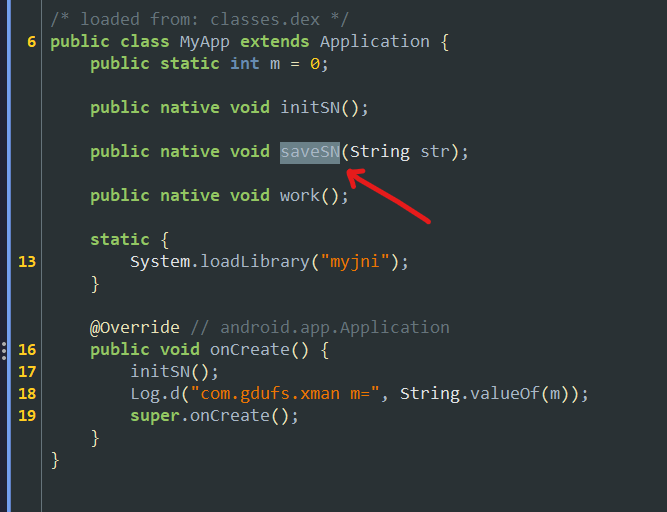 /* loaded from: classes.dex */
6 public class MyApp extends Application {
public static int m = 0;
public native void initSN();
public native void saveSN(String str);
public native void work();
static {
13 System.loadLibrary("myjni");
}
@Override // android.app.Application
16 public void onCreate() {
17 initSN();
18 Log.d("com.gdufs.xman m=", String.valueOf(m));
19 super.onCreate();
}
}